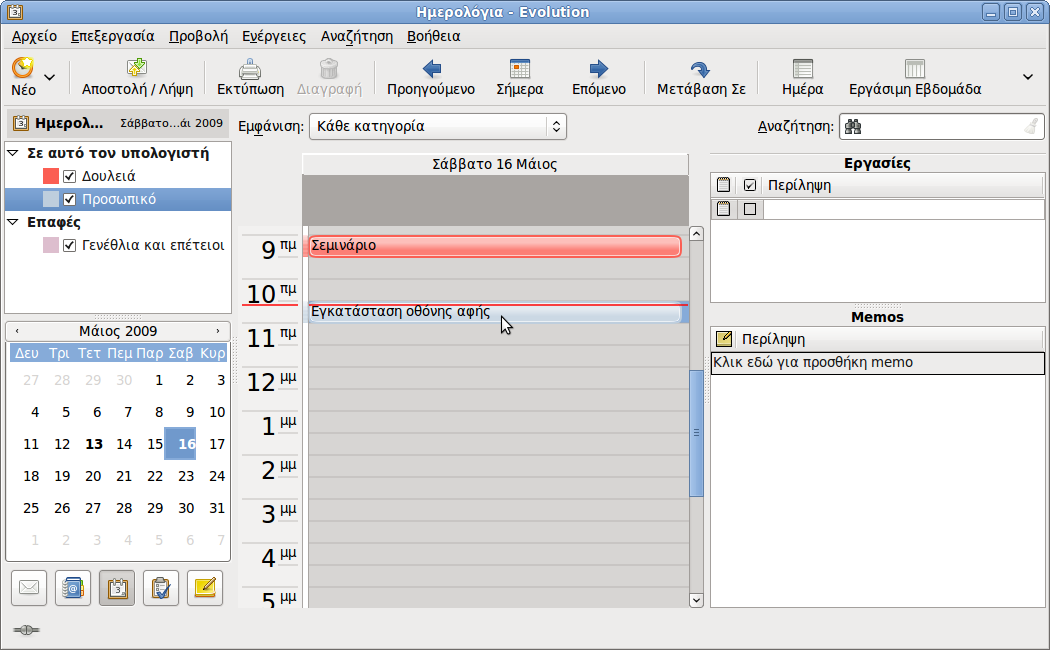 Ημερολόγια - Evolution
Αρχείο Επεξεργασία Προβολή Ενέργειες Αναζήτηση Βοήθεια
Νέο Αποστολή / Λήψη Εκτύπωση Διαγραφή Προηγούμενο Σήμερα Επόμενο Μετάβαση Σε Ημέρα Εργάσιμη Εβδομάδα
Ημερολ... Σάββατο...άι 2009
Εμφάνιση: Κάθε κατηγορία Αναζήτηση:
Σε αυτό τον υπολογιστή
Δουλειά
Προσωπικό
Επαφές
Γενέθλια και επέτειοι
Μάιος 2009
Δευ Τρι Τετ Πεμ Παρ Σαβ Κυρ
27 28 29 30 1 2 3
4 5 6 7 8 9 10
11 12 13 14 15 16 17
18 19 20 21 22 23 24
25 26 27 28 29 30 31
1 2 3 4 5 6 7
Σάββατο 16 Μάιος
9 πμ Σεμινάριο
10 πμ
Εγκατάσταση οθόνης αφής
11 πμ
12 μμ
1 μμ
2 μμ
3 μμ
4 μμ
5 μμ
Εργασίες
Περίληψη
Memos
Περίληψη
Κλικ εδώ για προσθήκη memo